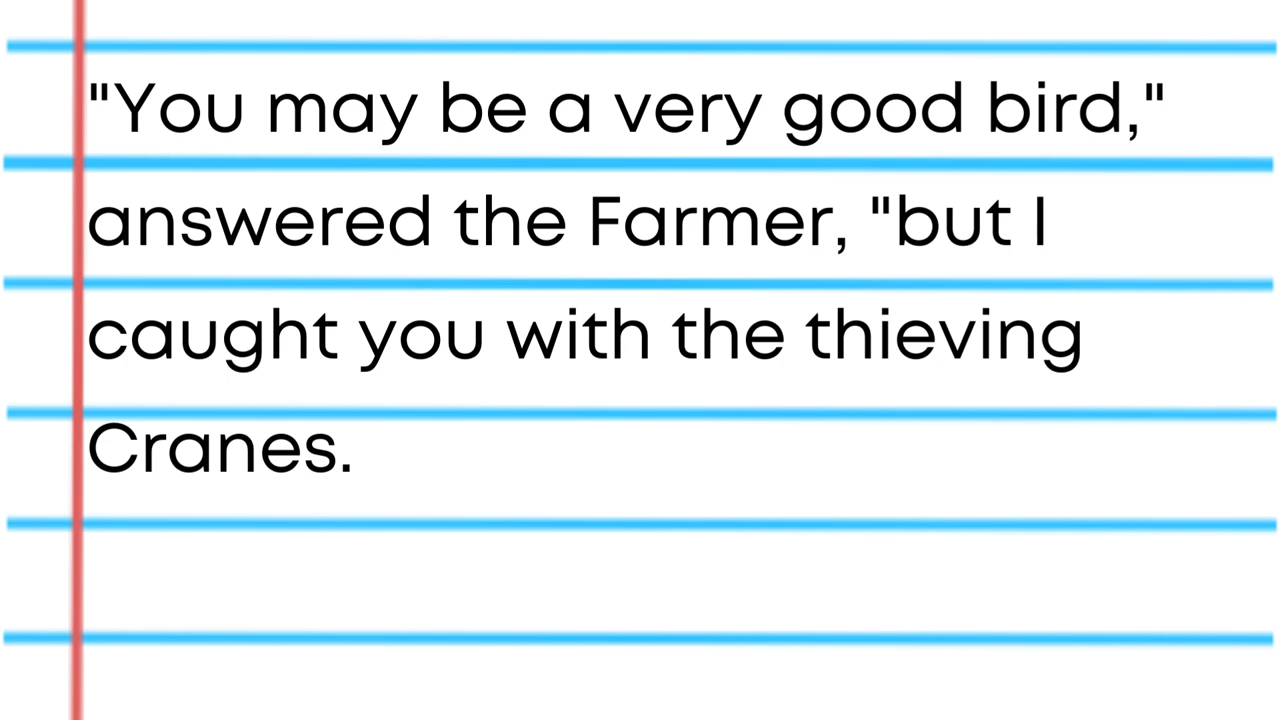 "You may be a very good bird,"
answered the Farmer, "but I
caught you with the thieving
Cranes.